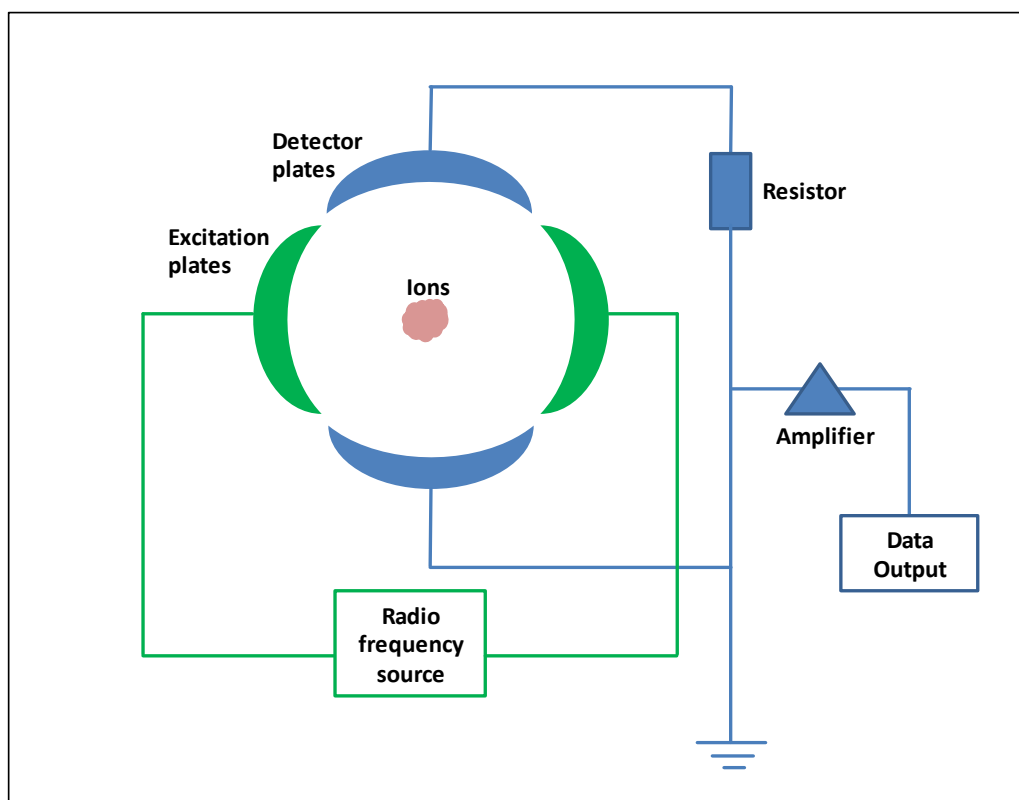 Detector
plates
Resistor
Excitation
plates
Ions
Amplifier
Data
Output
Radio
frequency
source